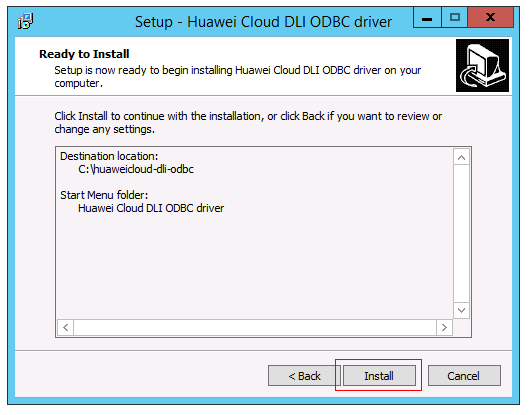 Setup - Huawei Cloud DLI ODBC driver
Ready to Install
Setup is now ready to begin installing Huawei Cloud DLI ODBC driver on your
computer.
Click Install to continue with the installation, or click Back if you want to review or
change any settings.
Destination location:
C:\huaweicloud-dli-odbc
Start Menu folder:
Huawei Cloud DLI ODBC driver
< Back
Install
Cancel